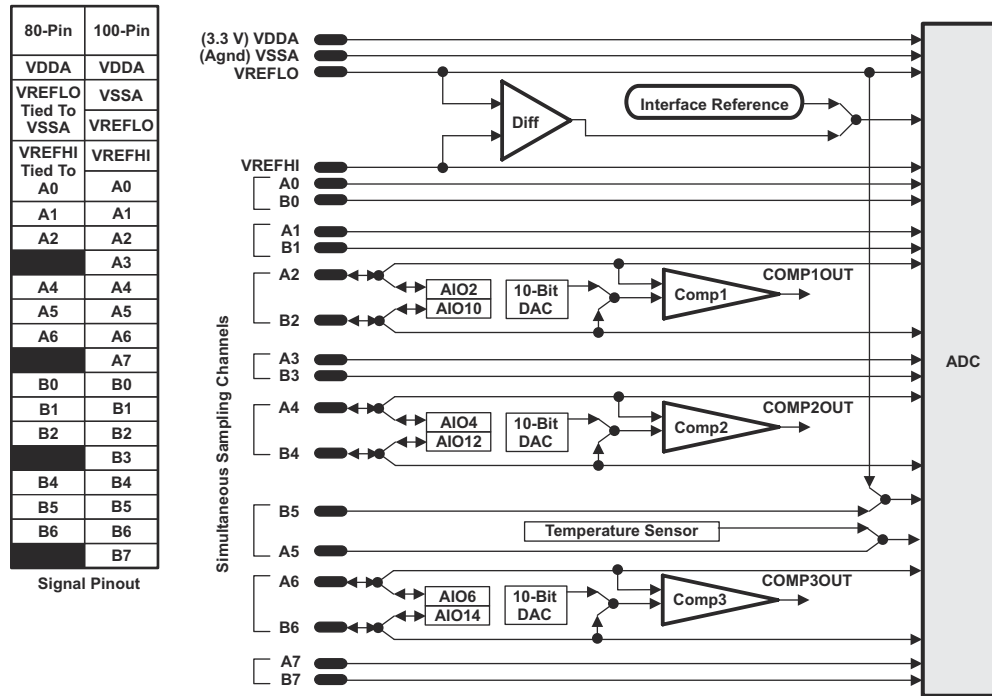 80-Pin 100-Pin
VDDA VDDA
VREFLO
Tied To
VSSA
VSSA
VREFLO
VREFHI
Tied To
A0
VREFHI
A0
A1 A1
A2 A2
A3
A4 A4
A5 A5
A6 A6
A7
B0 B0
B1 B1
B2 B2
B3
B4 B4
B5 B5
B6 B6
B7
Signal Pinout
Simultaneous Sampling Channels
(3.3 V) VDDA
(Agnd) VSSA
VREFLO
Interface Reference
Diff
VREFHI
A0
B0
A1
B1
A2
B2
AIO2
AIO10
10-Bit
DAC
Comp1
COMP1OUT
A3
B3
ADC
A4
B4
AIO4
AIO12
10-Bit
DAC
Comp2
COMP2OUT
B5
Temperature Sensor
A5
A6
B6
AIO6
AIO14
10-Bit
DAC
Comp3
COMP3OUT
A7
B7